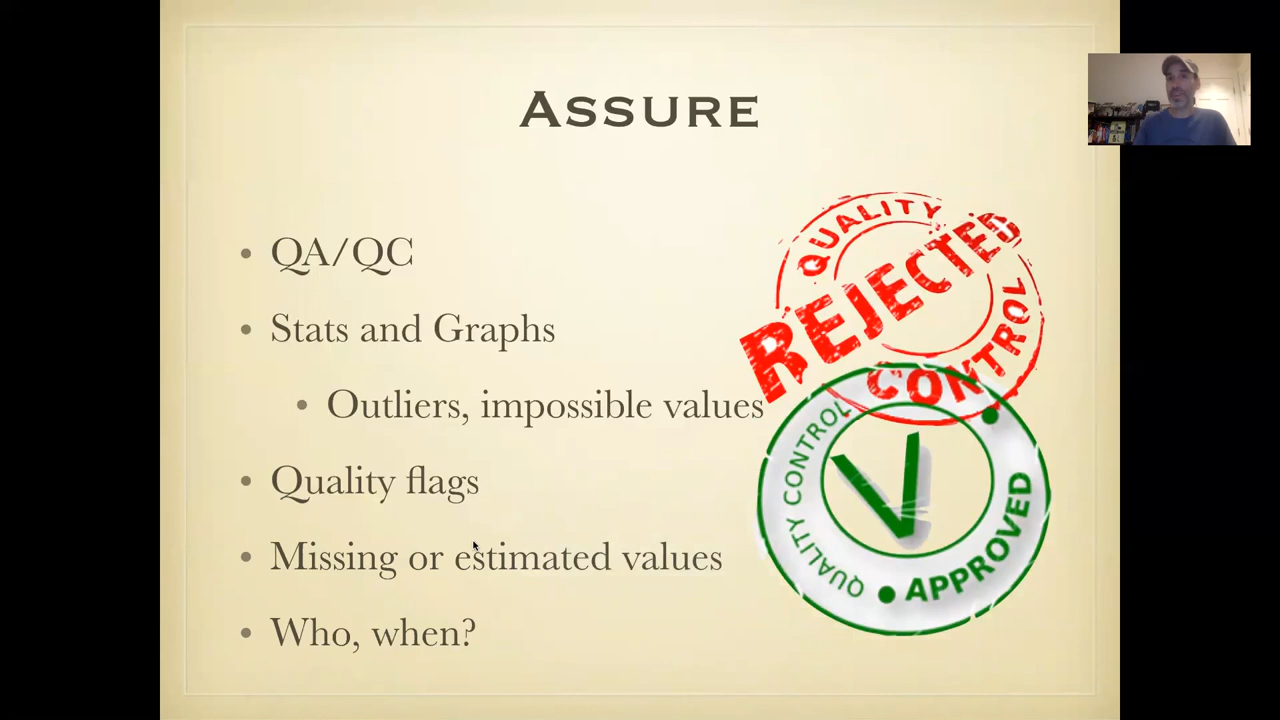 Assure
• QA/QC
• Stats and Graphs
• Outliers, impossible values
• Quality flags
• Missing or estimated values
• Who, when?
QUALITY
REJECTED
CONTROL
QUALITY CONTROL
V
APPROVED